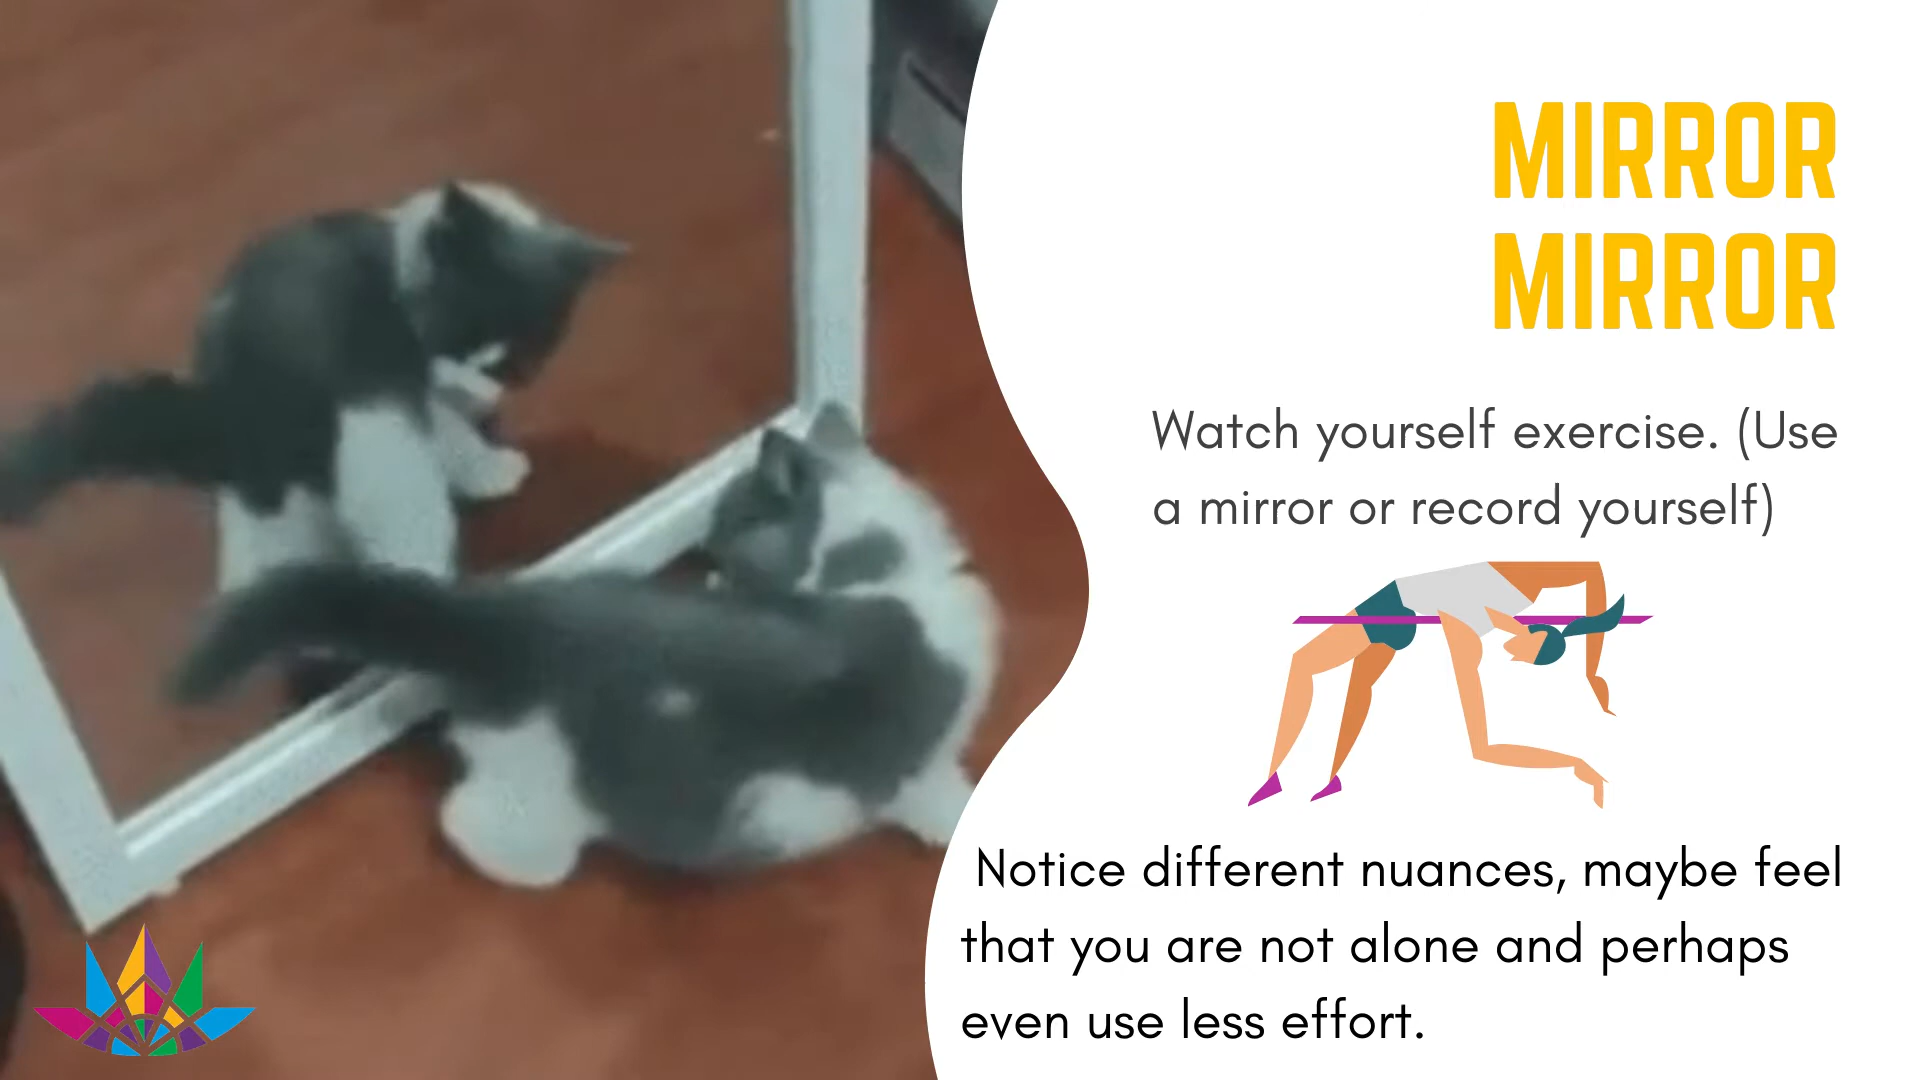 MIRROR
MIRROR
Watch yourself exercise. (Use
a mirror or record yourself)
Notice different nuances, maybe feel
that you are not alone and perhaps
even use less effort.